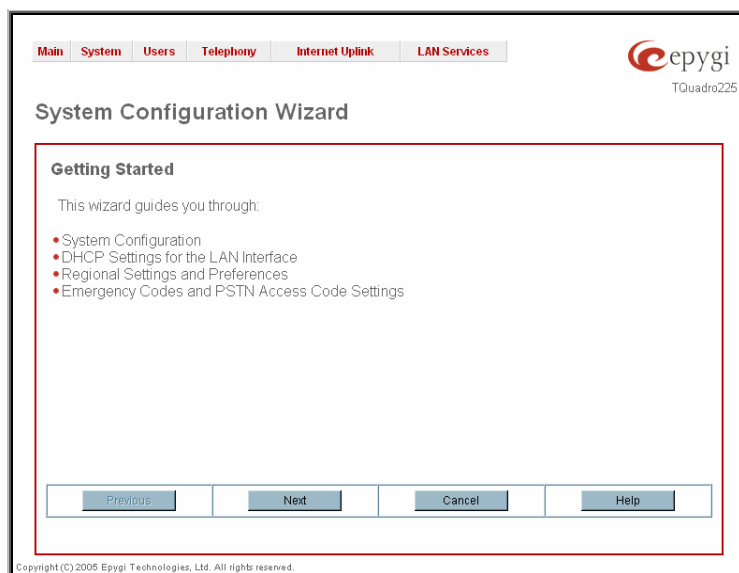 Main System Users Telephony Internet Uplink LAN Services
epygi
TQuadro225
System Configuration Wizard
Getting Started
This wizard guides you through:
• System Configuration
• DHCP Settings for the LAN Interface
• Regional Settings and Preferences
• Emergency Codes and PSTN Access Code Settings
Previous Next Cancel Help
Copyright (C) 2005 Epygi Technologies, Ltd. All rights reserved.